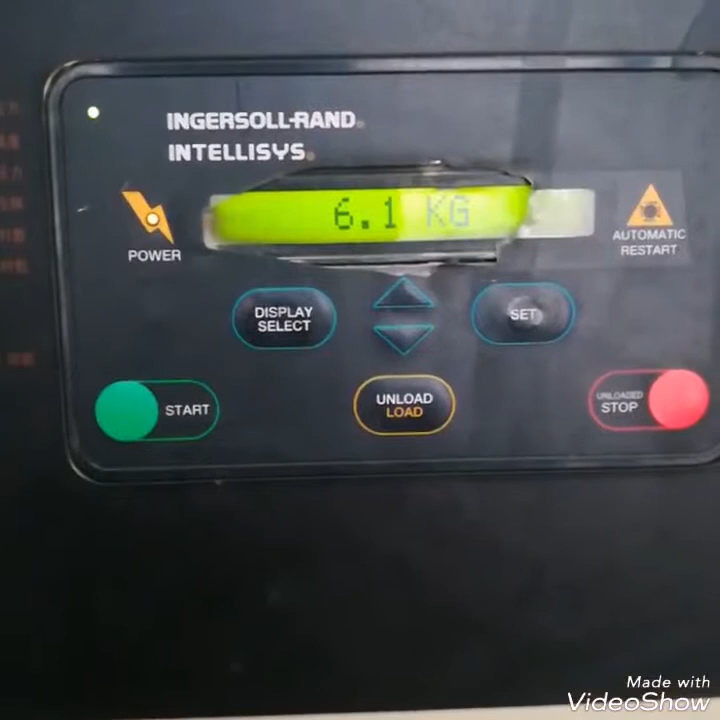 INGERSOLL-RAND®
INTELLISYS®
6.1 KG
POWER
AUTOMATIC
RESTART
DISPLAY
SELECT
SET
START
UNLOAD
LOAD
UNLOADED
STOP
Made with
VideoShow